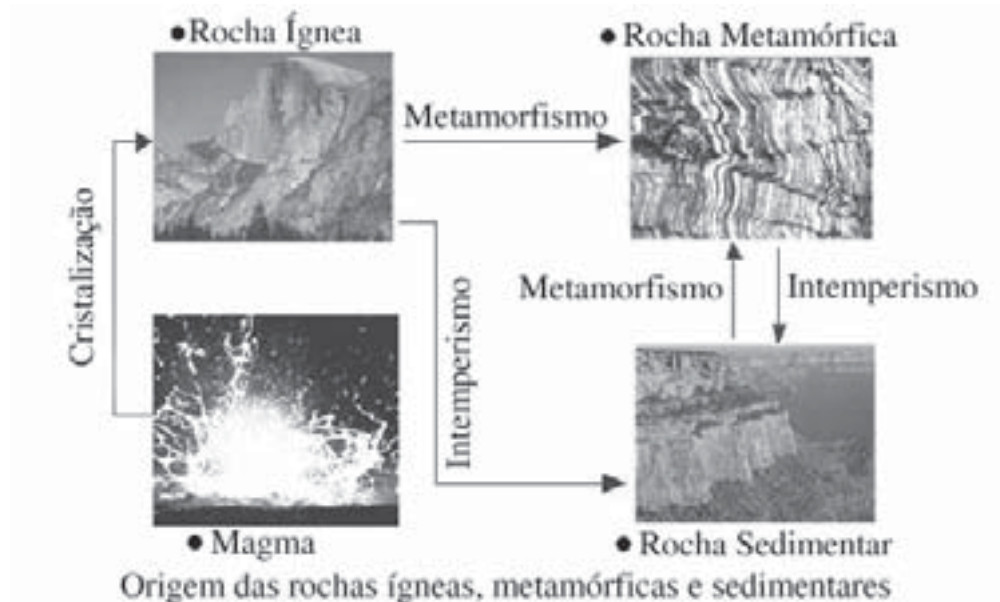 ● Rocha Ígnea
● Rocha Metamórfica
Metamorfismo
Cristalização
Intemperismo
Metamorfismo
Intemperismo
● Magma
● Rocha Sedimentar
Origem das rochas ígneas, metamórficas e sedimentares